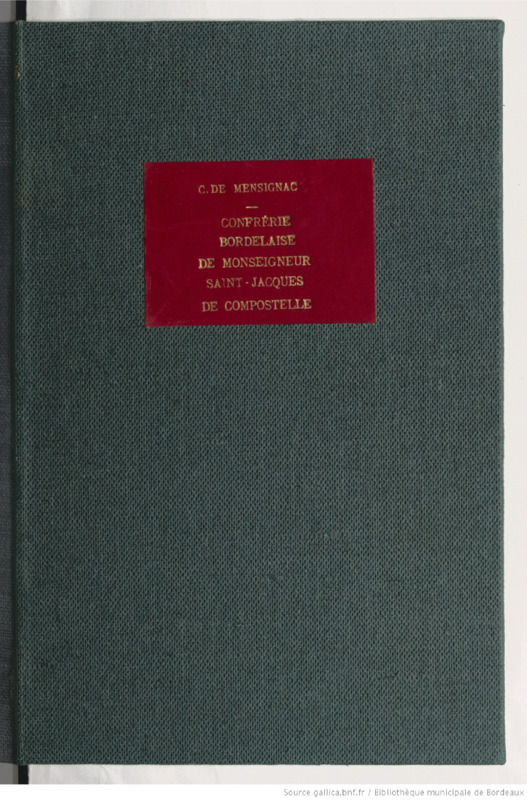 C. DE MENSIGNAC
—
CONFRÉRIE
BORDELAISE
DE MONSEIGNEUR
SAINT-JACQUES
DE COMPOSTELLE
Source gallica.bnf.fr / Bibliothèque municipale de Bordeaux